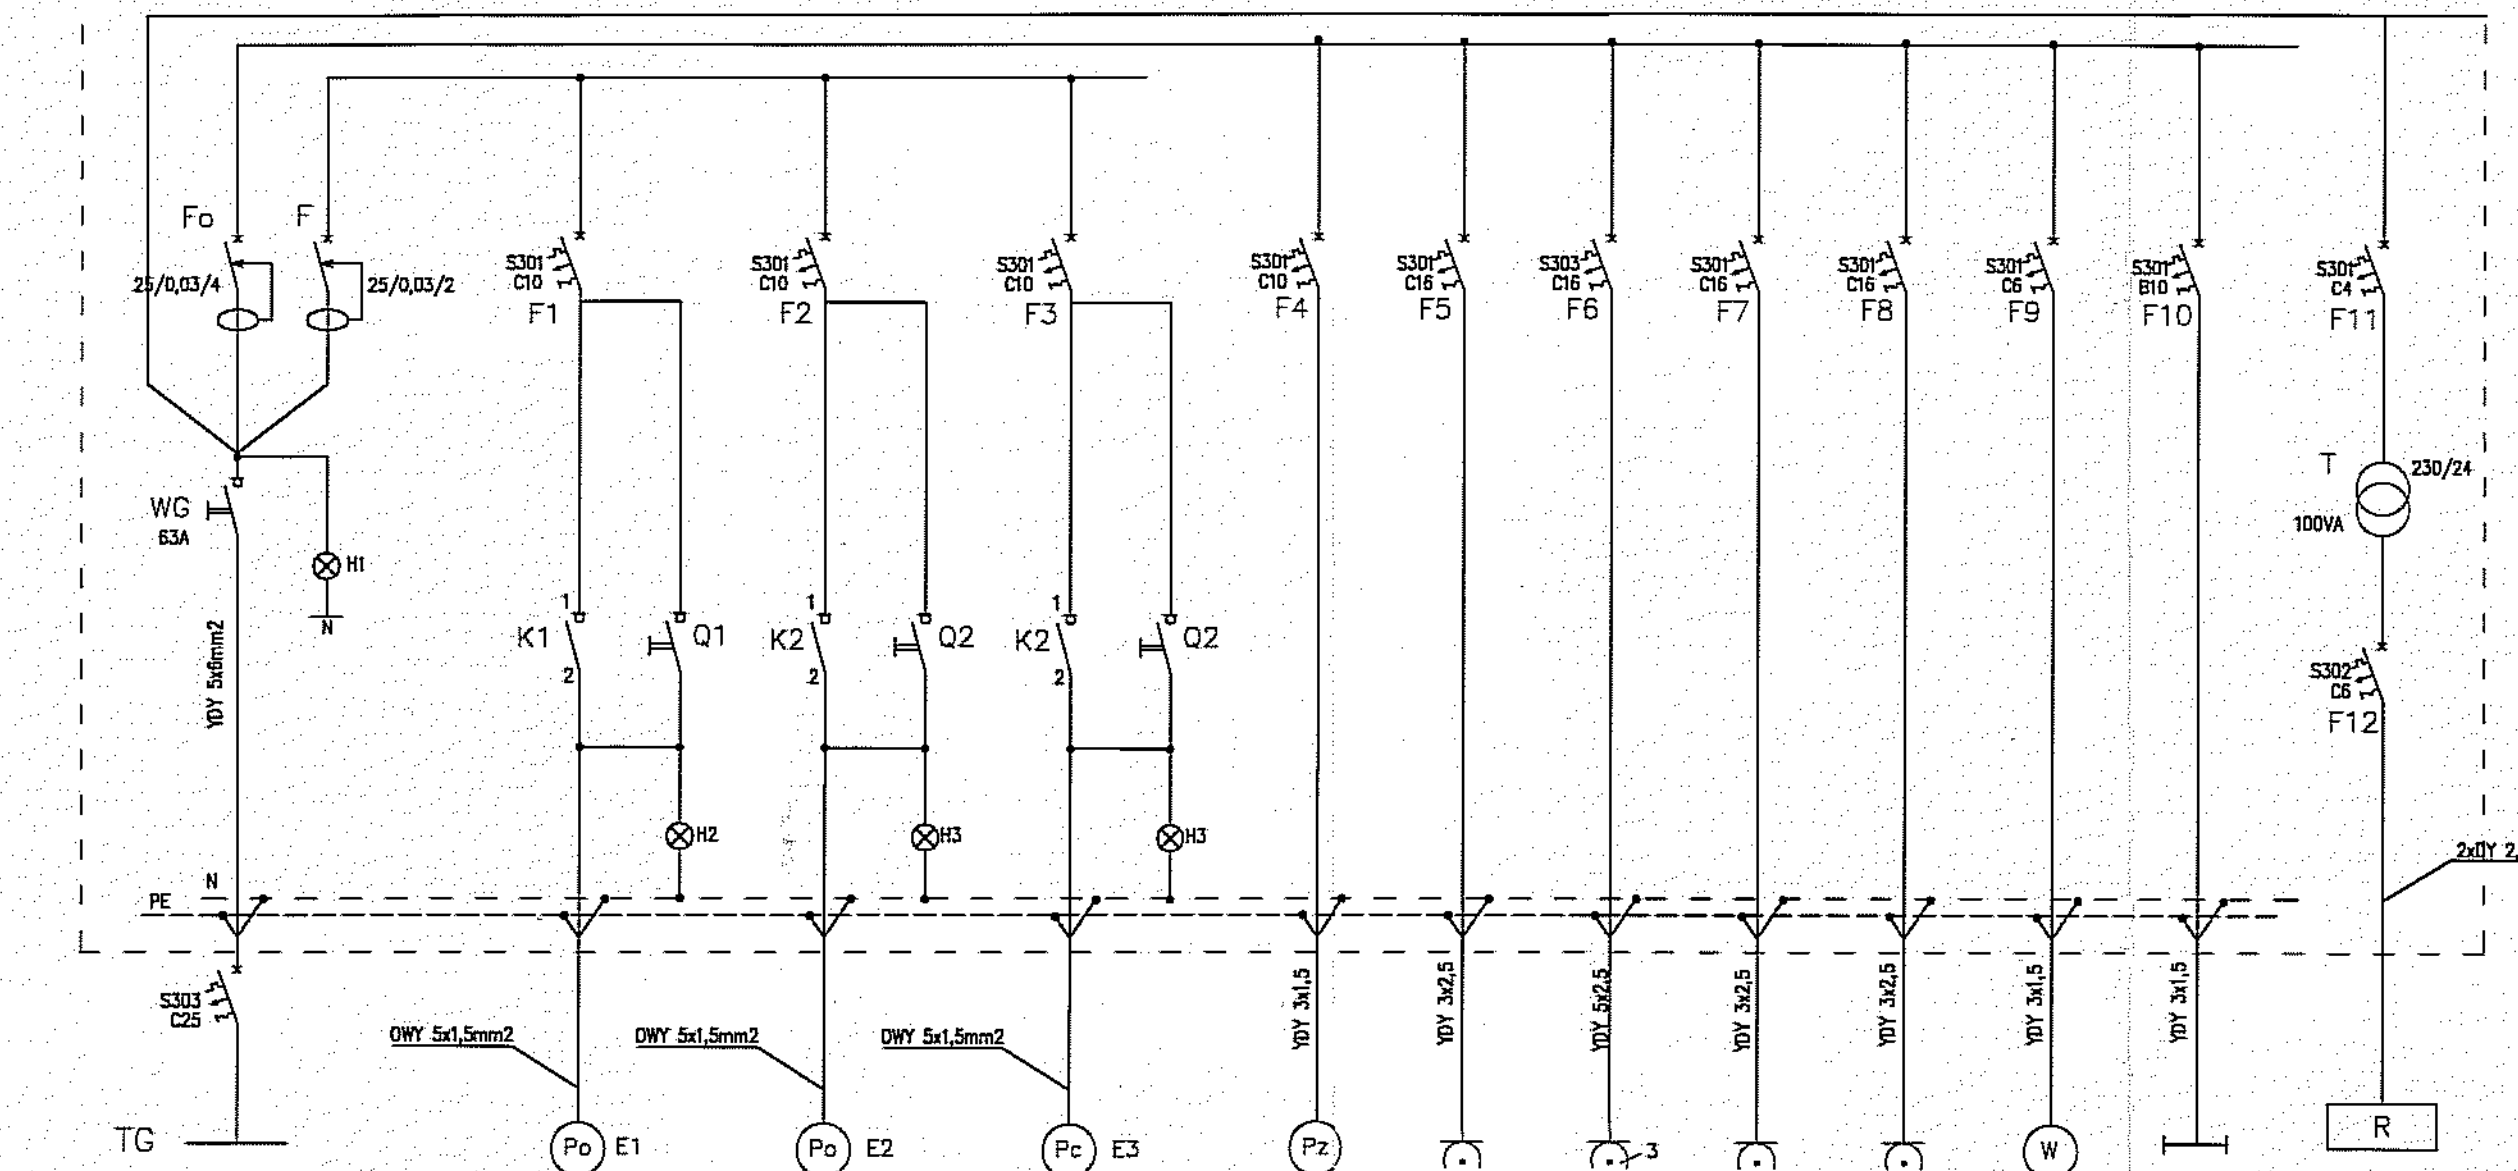 Fo
F
25/0,03/4
25/0,03/2
S301
C10
F1
S301
C10
F2
S301
C10
F3
S301
C10
F4
S301
C16
F5
S303
C16
F6
S301
C16
F7
S301
C16
F8
S301
C6
F9
S301
B10
F10
S301
C4
F11
WG
63A
H1
N
YDY 5x6mm2
1
K1
2
Q1
1
K2
2
Q2
1
K2
2
Q2
T
230/24
100VA
S302
C6
F12
H2
H3
H3
2xDY 2,
N
PE
S303
C25
DWY 5x1,5mm2
DWY 5x1,5mm2
DWY 5x1,5mm2
YDY 3x1,5
YDY 3x2,5
YDY 5x2,5
YDY 3x2,5
YDY 3x2,5
YDY 3x1,5
YDY 3x1,5
TG
Po
E1
Po
E2
Pc
E3
Pz
3
W
R